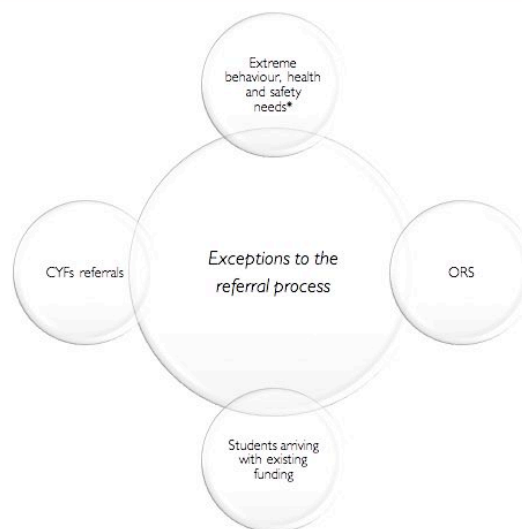 Extreme
behaviour, health
and safety
needs*
CYFs referrals
Exceptions to the
referral process
ORS
Students arriving
with existing
funding